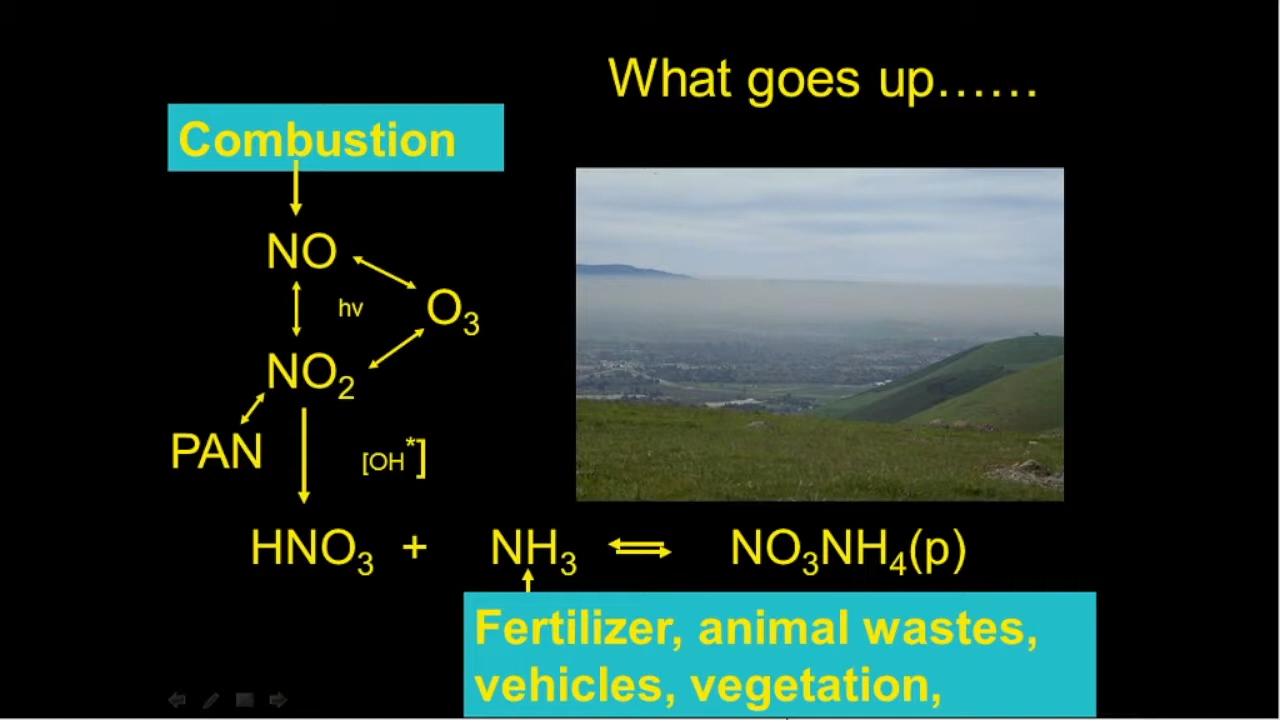 What goes up……
Combustion
NO
hv
O₃
NO₂
PAN
[OH*]
HNO₃ + NH₃ ⇌ NO₃NH₄(p)
Fertilizer, animal wastes,
vehicles, vegetation,